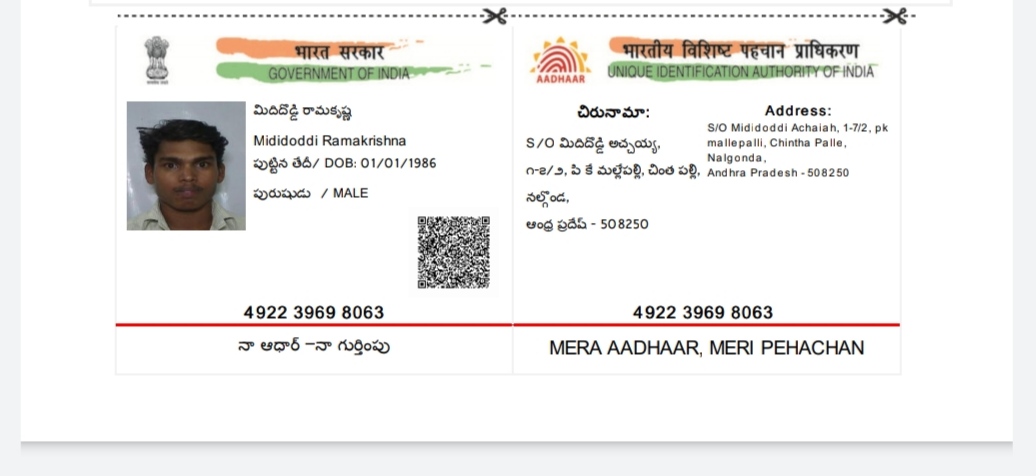 भारत सरकार
GOVERNMENT OF INDIA
మిదిదొడ్డి రామకృష్ణ
Mididoddi Ramakrishna
పుట్టిన తేదీ/ DOB: 01/01/1986
పురుషుడు / MALE
4922 3969 8063
నా ఆధార్ –నా గుర్తింపు
भारतीय विशिष्ट पहचान प्राधिकरण
UNIQUE IDENTIFICATION AUTHORITY OF INDIA
AADHAAR
చిరునామా:
S/O మిదిదొడ్డి అచ్చయ్య,
౧-౭/౨, పి కే మల్లేపల్లి, చింత పల్లి,
నల్గొండ,
ఆంధ్ర ప్రదేష్ - 508250
Address:
S/O Mididoddi Achaiah, 1-7/2, pk
mallepalli, Chintha Palle,
Nalgonda,
Andhra Pradesh - 508250
4922 3969 8063
MERA AADHAAR, MERI PEHACHAN